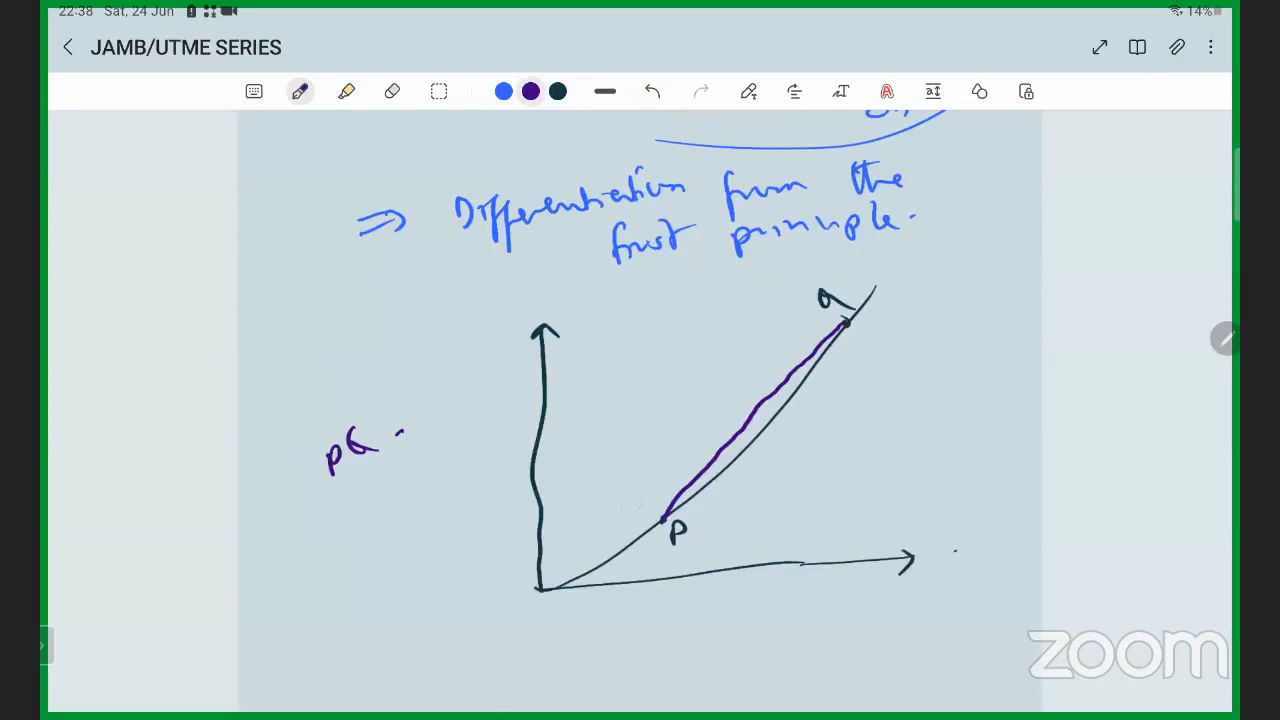 22:38 Sat, 24 Jun
14%
JAMB/UTME SERIES
⇒ Differentiation from the
first principle.
Q
PQ
P
zoom